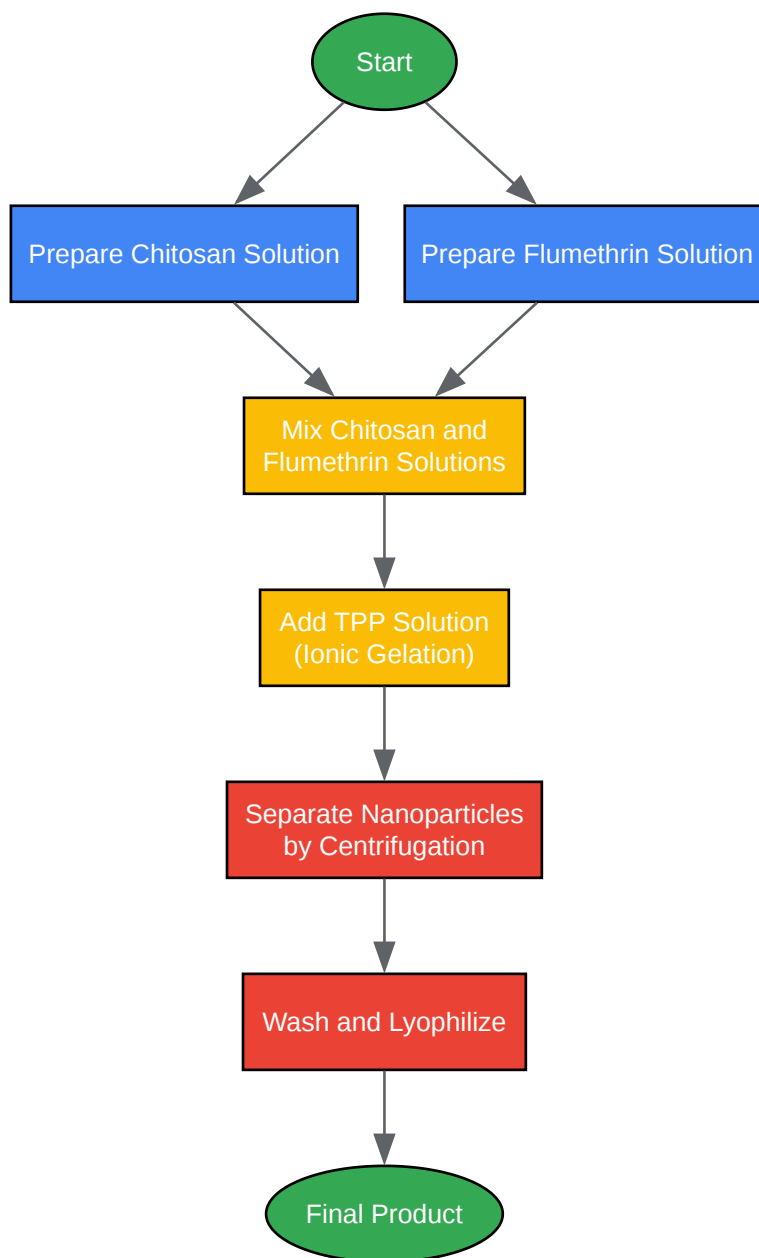 Start
Prepare Chitosan Solution
Prepare Flumethrin Solution
Mix Chitosan and
Flumethrin Solutions
Add TPP Solution
(Ionic Gelation)
Separate Nanoparticles
by Centrifugation
Wash and Lyophilize
Final Product